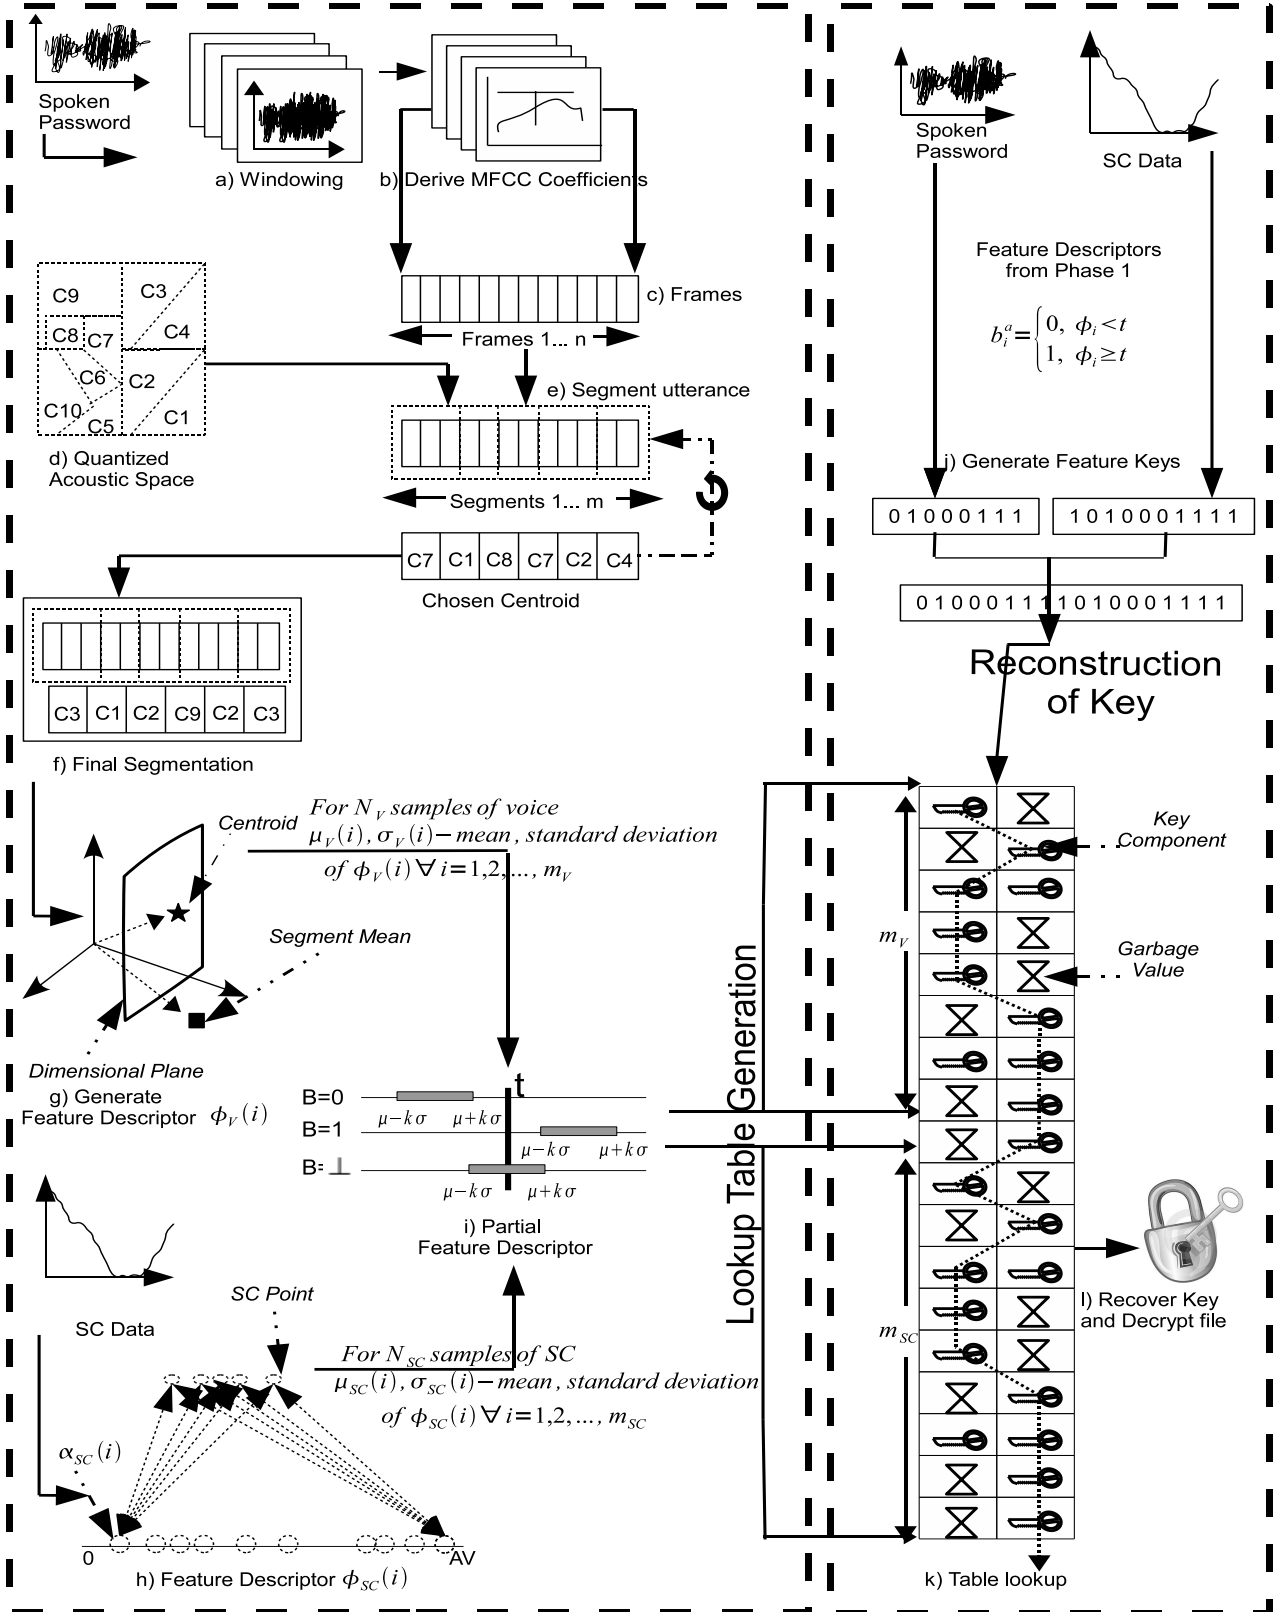 Spoken
Password
a) Windowing
b) Derive MFCC Coefficients
c) Frames
Frames 1... n
C9
C3
C8
C7
C4
C6
C2
C10
C5
C1
d) Quantized
Acoustic Space
e) Segment utterance
Segments 1... m
C7 C1 C8 C7 C2 C4
Chosen Centroid
C3 C1 C2 C9 C2 C3
f) Final Segmentation
Centroid
For N_V samples of voice
μ_V(i), σ_V(i)−mean, standard deviation
of ϕ_V(i) ∀ i=1,2,..., m_V
Segment Mean
Dimensional Plane
g) Generate
Feature Descriptor ϕ_V(i)
t
B=0
μ−kσ μ+kσ
B=1
μ−kσ μ+kσ
B=⊥
μ−kσ μ+kσ
i) Partial
Feature Descriptor
SC Data
SC Point
For N_SC samples of SC
μ_SC(i), σ_SC(i)−mean, standard deviation
of ϕ_SC(i) ∀ i=1,2,..., m_SC
α_SC(i)
0
AV
h) Feature Descriptor ϕ_SC(i)
Lookup Table Generation
Spoken
Password
SC Data
Feature Descriptors
from Phase 1
b_i^a = { 0, ϕ_i < t
1, ϕ_i ≥ t
j) Generate Feature Keys
0 1 0 0 0 1 1 1
1 0 1 0 0 0 1 1 1 1
0 1 0 0 0 1 1 1 1 0 1 0 0 0 1 1 1 1
Reconstruction
of Key
Key
Component
m_V
Garbage
Value
m_SC
l) Recover Key
and Decrypt file
k) Table lookup